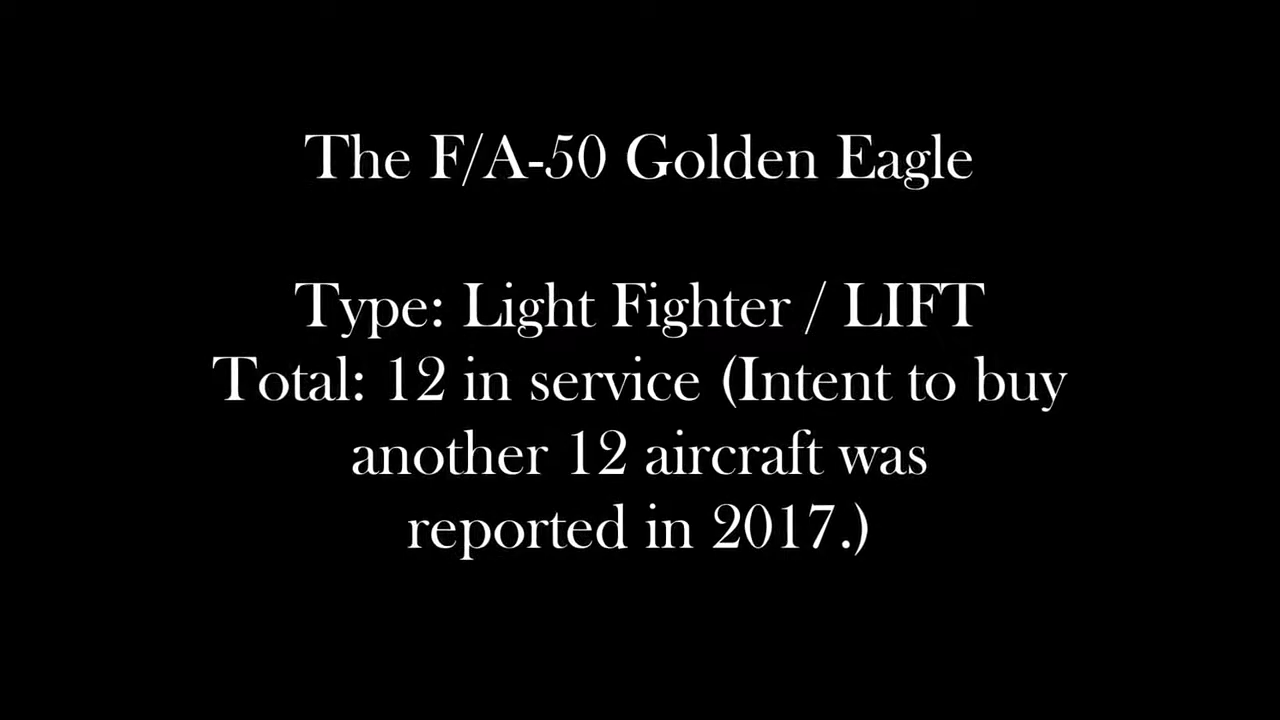 The F/A-50 Golden Eagle
Type: Light Fighter / LIFT
Total: 12 in service (Intent to buy
another 12 aircraft was
reported in 2017.)